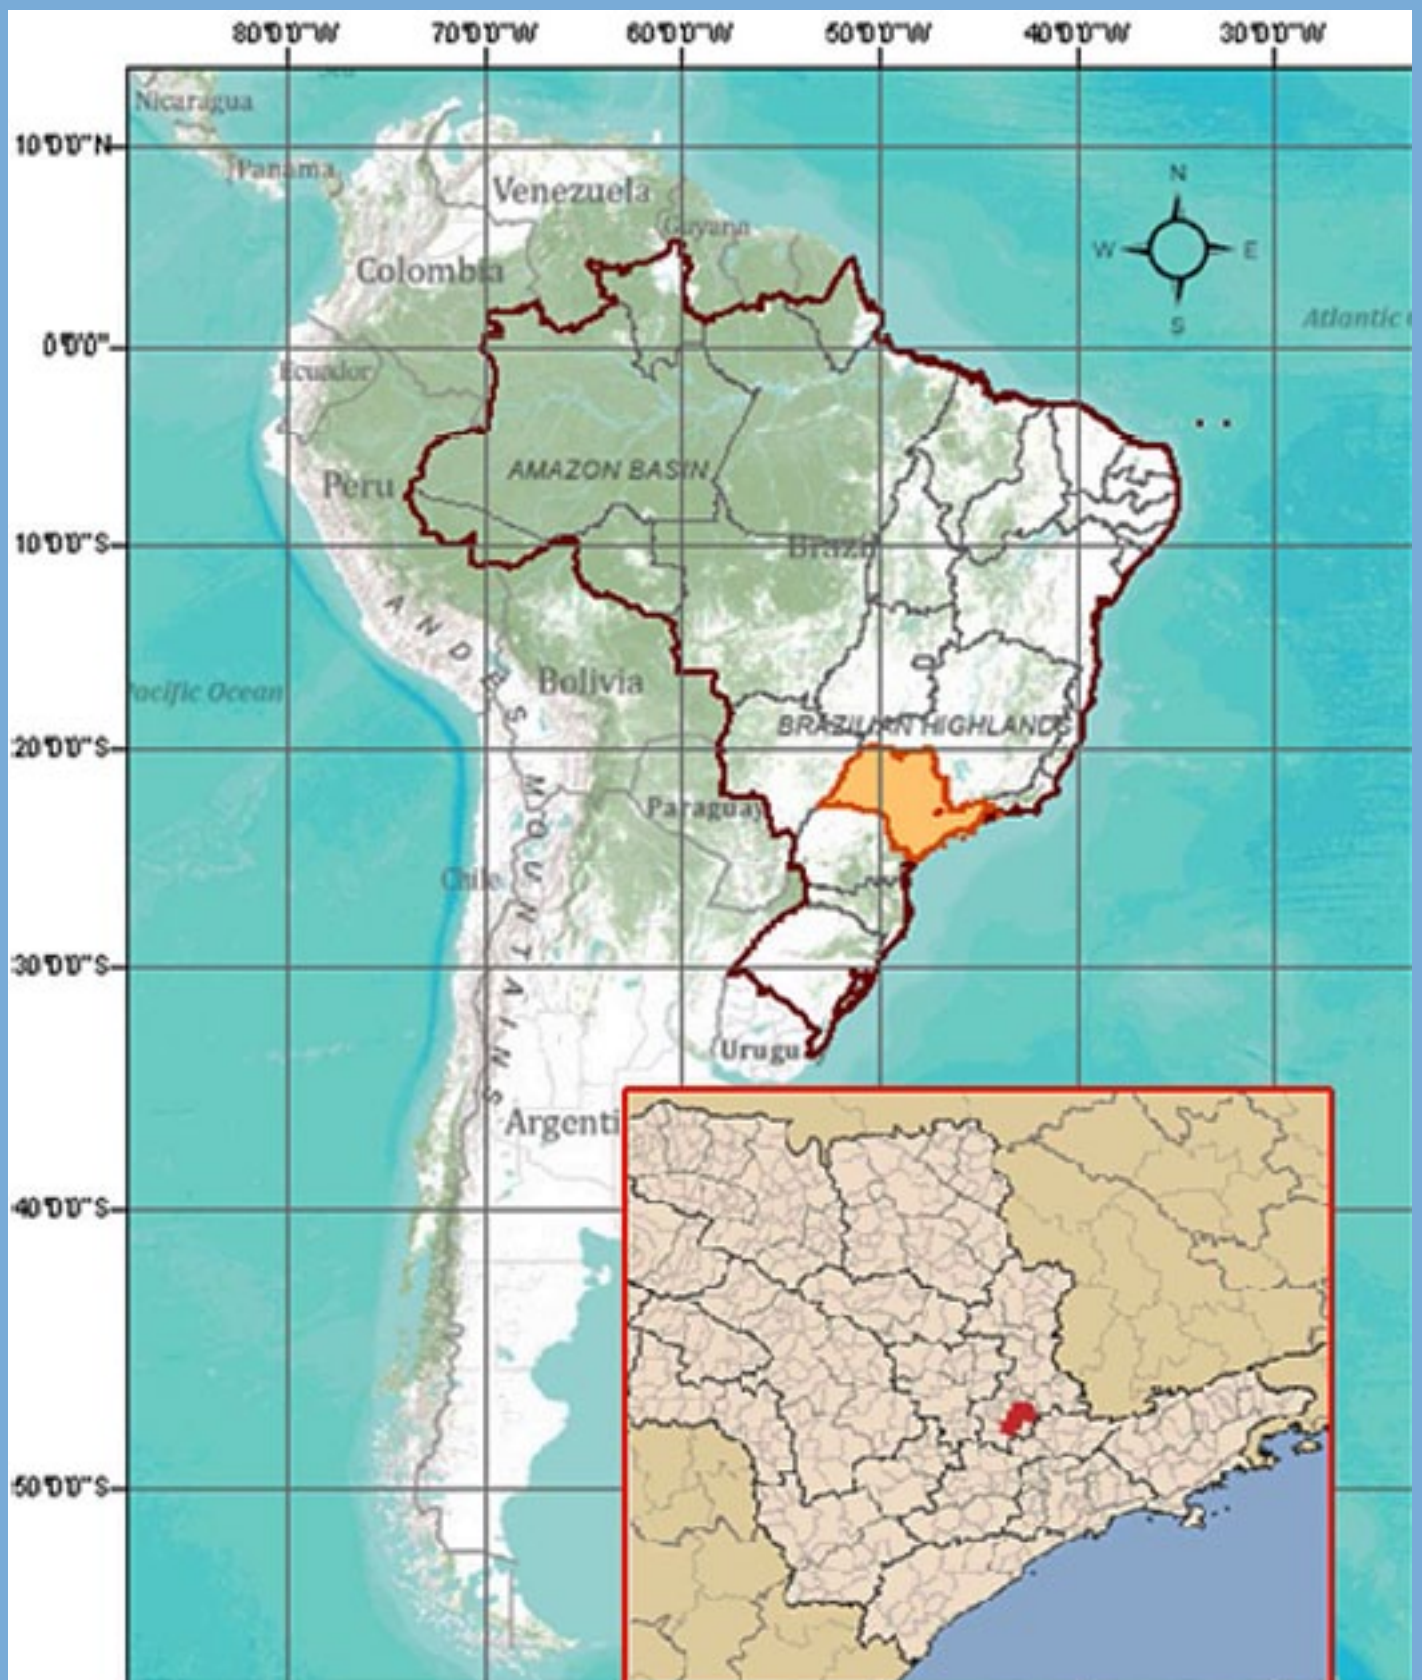 80°0'0"W 70°0'0"W 60°0'0"W 50°0'0"W 40°0'0"W 30°0'0"W
Nicaragua
10°0'0"N
Panama
Venezuela
N
Guyana
W E
Colombia
S
Atlantic
0°0'0"
Ecuador
AMAZON BASIN
Peru
10°0'0"S
Brazil
ANDES MOUNTAINS
Bolivia
Pacific Ocean
BRAZILIAN HIGHLANDS
20°0'0"S
Paraguay
Chile
30°0'0"S
Urugu
Argenti
40°0'0"S
50°0'0"S